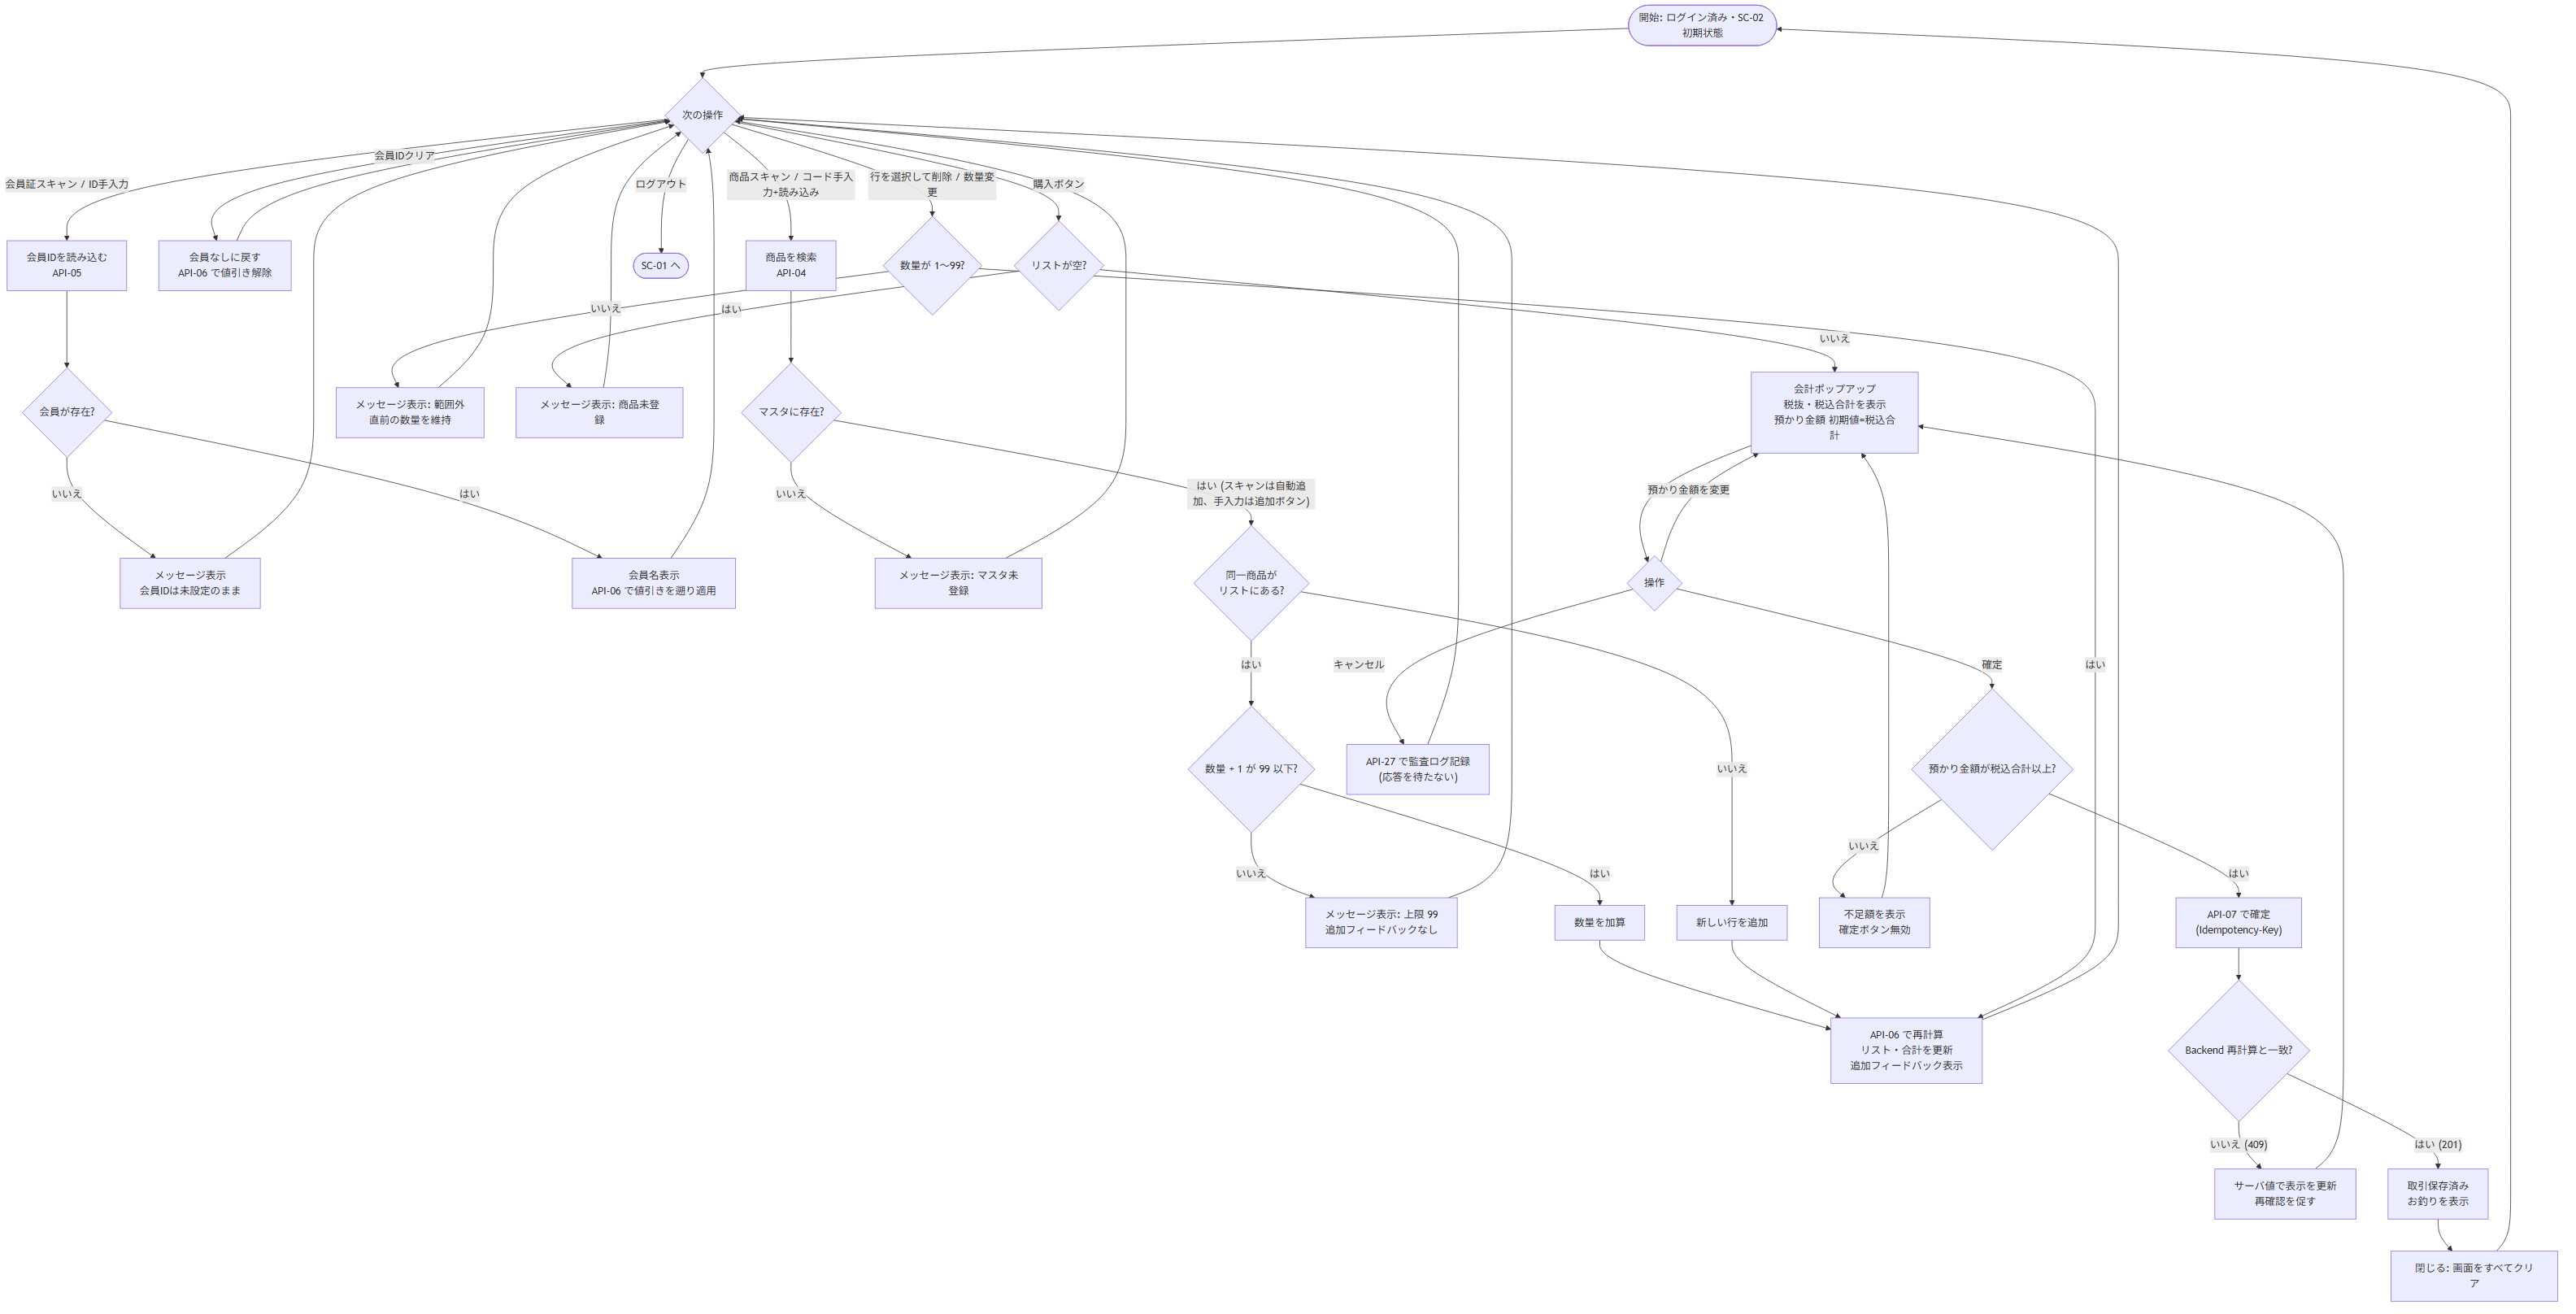 開始: ログイン済み・SC-02
初期状態
次の操作
会員IDクリア
会員証スキャン / ID手入力
ログアウト
商品スキャン / コード手入
力+読み込み
行を選択して削除 / 数量変
更
購入ボタン
会員IDを読み込む
API-05
会員なしに戻す
API-06 で値引き解除
SC-01 へ
商品を検索
API-04
数量が 1〜99?
リストが空?
いいえ
はい
いいえ
会員が存在?
メッセージ表示: 範囲外
直前の数量を維持
メッセージ表示: 商品未登
録
マスタに存在?
会計ポップアップ
税抜・税込合計を表示
預かり金額 初期値=税込合
計
いいえ
はい
いいえ
はい (スキャンは自動追
加、手入力は追加ボタン)
預かり金額を変更
メッセージ表示
会員IDは未設定のまま
会員名表示
API-06 で値引きを遡り適用
メッセージ表示: マスタ未
登録
同一商品が
リストにある?
操作
はい
キャンセル
確定
はい
数量 + 1 が 99 以下?
API-27 で監査ログ記録
(応答を待たない)
いいえ
預かり金額が税込合計以上?
いいえ
いいえ
はい
はい
メッセージ表示: 上限 99
追加フィードバックなし
数量を加算
新しい行を追加
不足額を表示
確定ボタン無効
API-07 で確定
(Idempotency-Key)
API-06 で再計算
リスト・合計を更新
追加フィードバック表示
Backend 再計算と一致?
いいえ (409)
はい (201)
サーバ値で表示を更新
再確認を促す
取引保存済み
お釣りを表示
閉じる: 画面をすべてクリ
ア